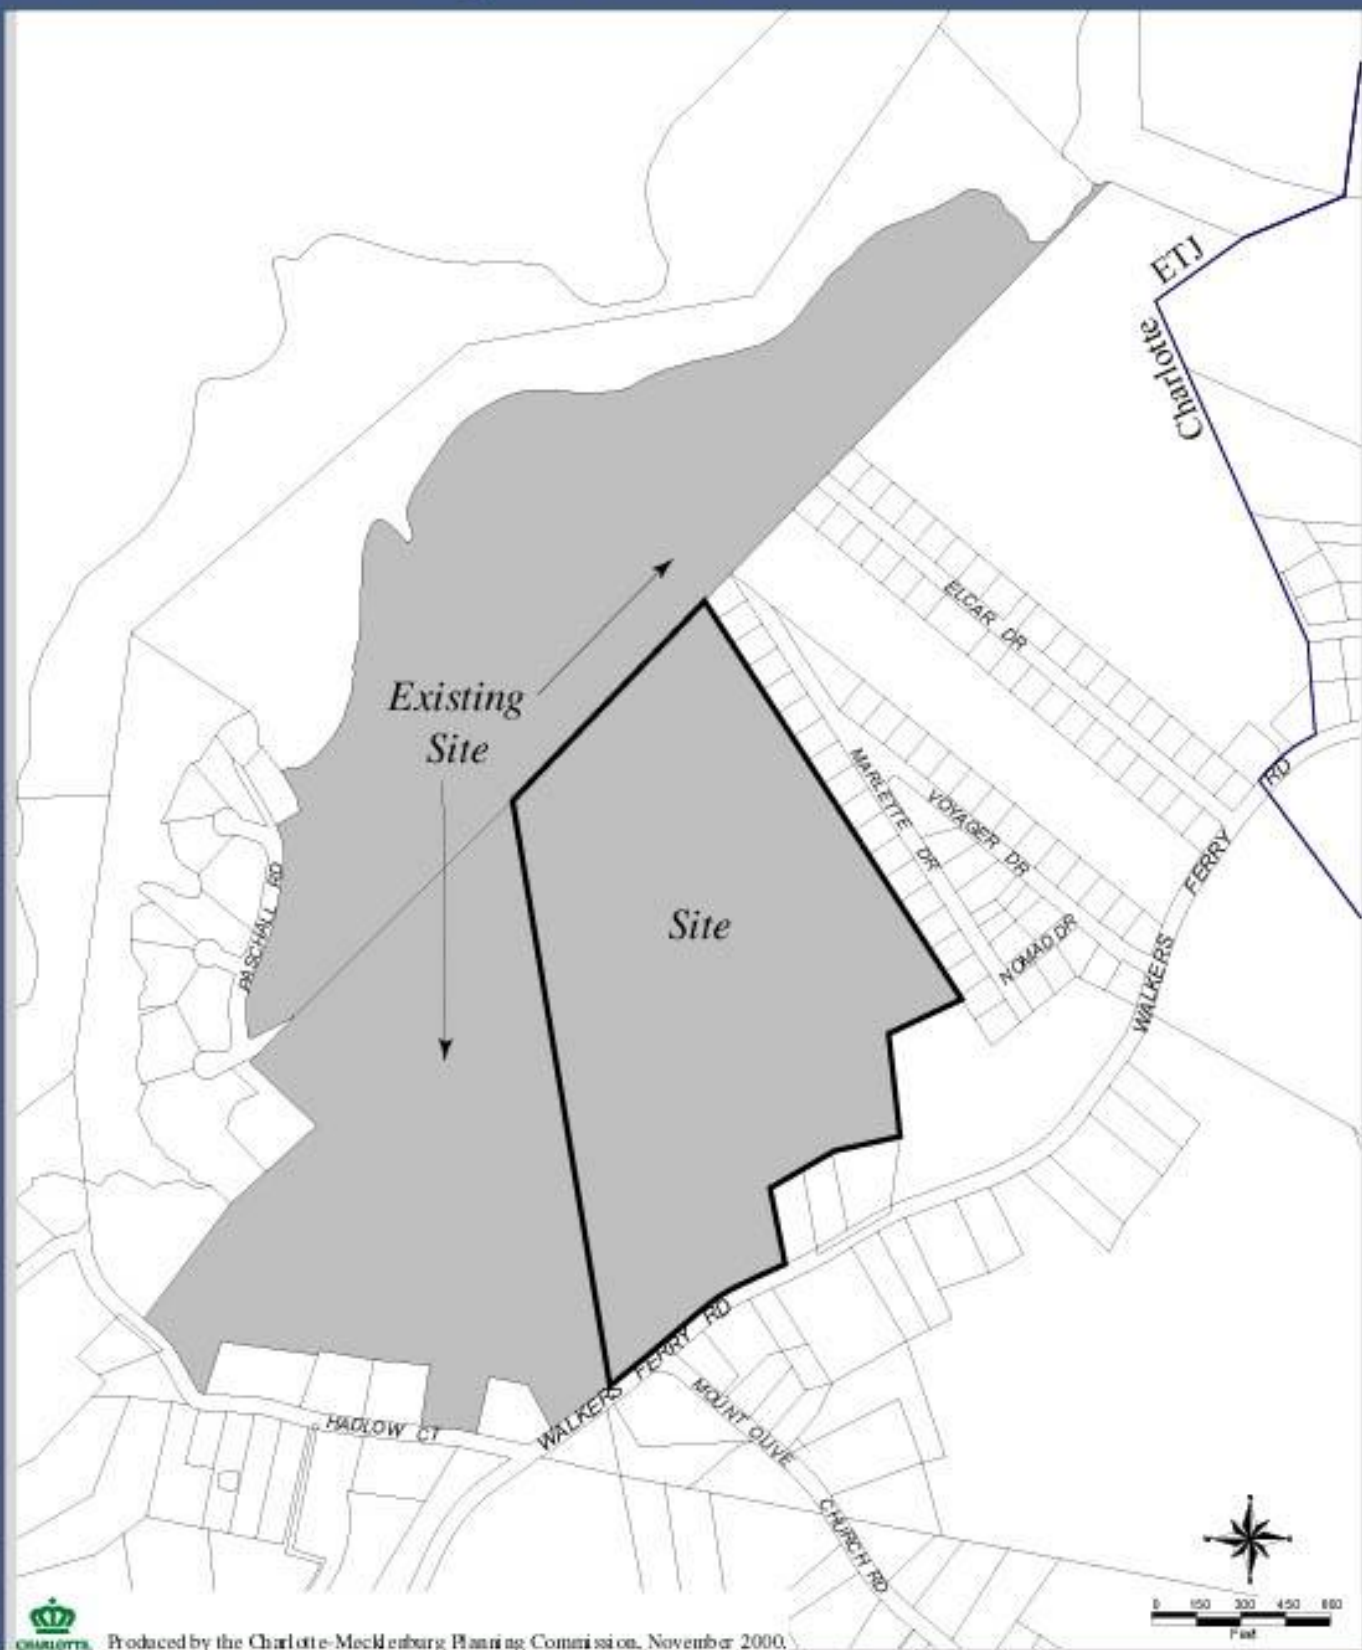 ETJ
Charlotte
ELCAR DR
Existing
Site
MARLETTE DR
VOYAGER DR
RD
FERRY
WALKERS
PASCHALL RD
Site
NOMAD DR
WALKERS FERRY RD
HADLOW CT
MOUNT OLIVE
CHURCH RD
0 150 300 450 600
Feet
CHARLOTTE
Produced by the Charlotte-Mecklenburg Planning Commission, November 2000.